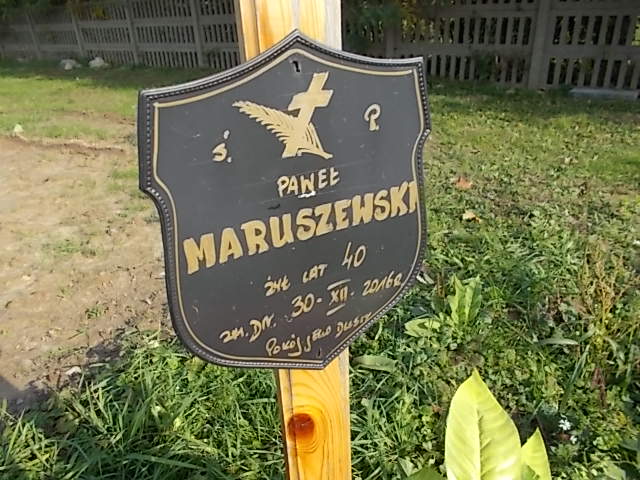 Ś. P.
PAWEŁ
MARUSZEWSKI
ŻYŁ LAT 40
ZM. DN. 30-XII-2016R
POKÓJ JEGO DUSZY